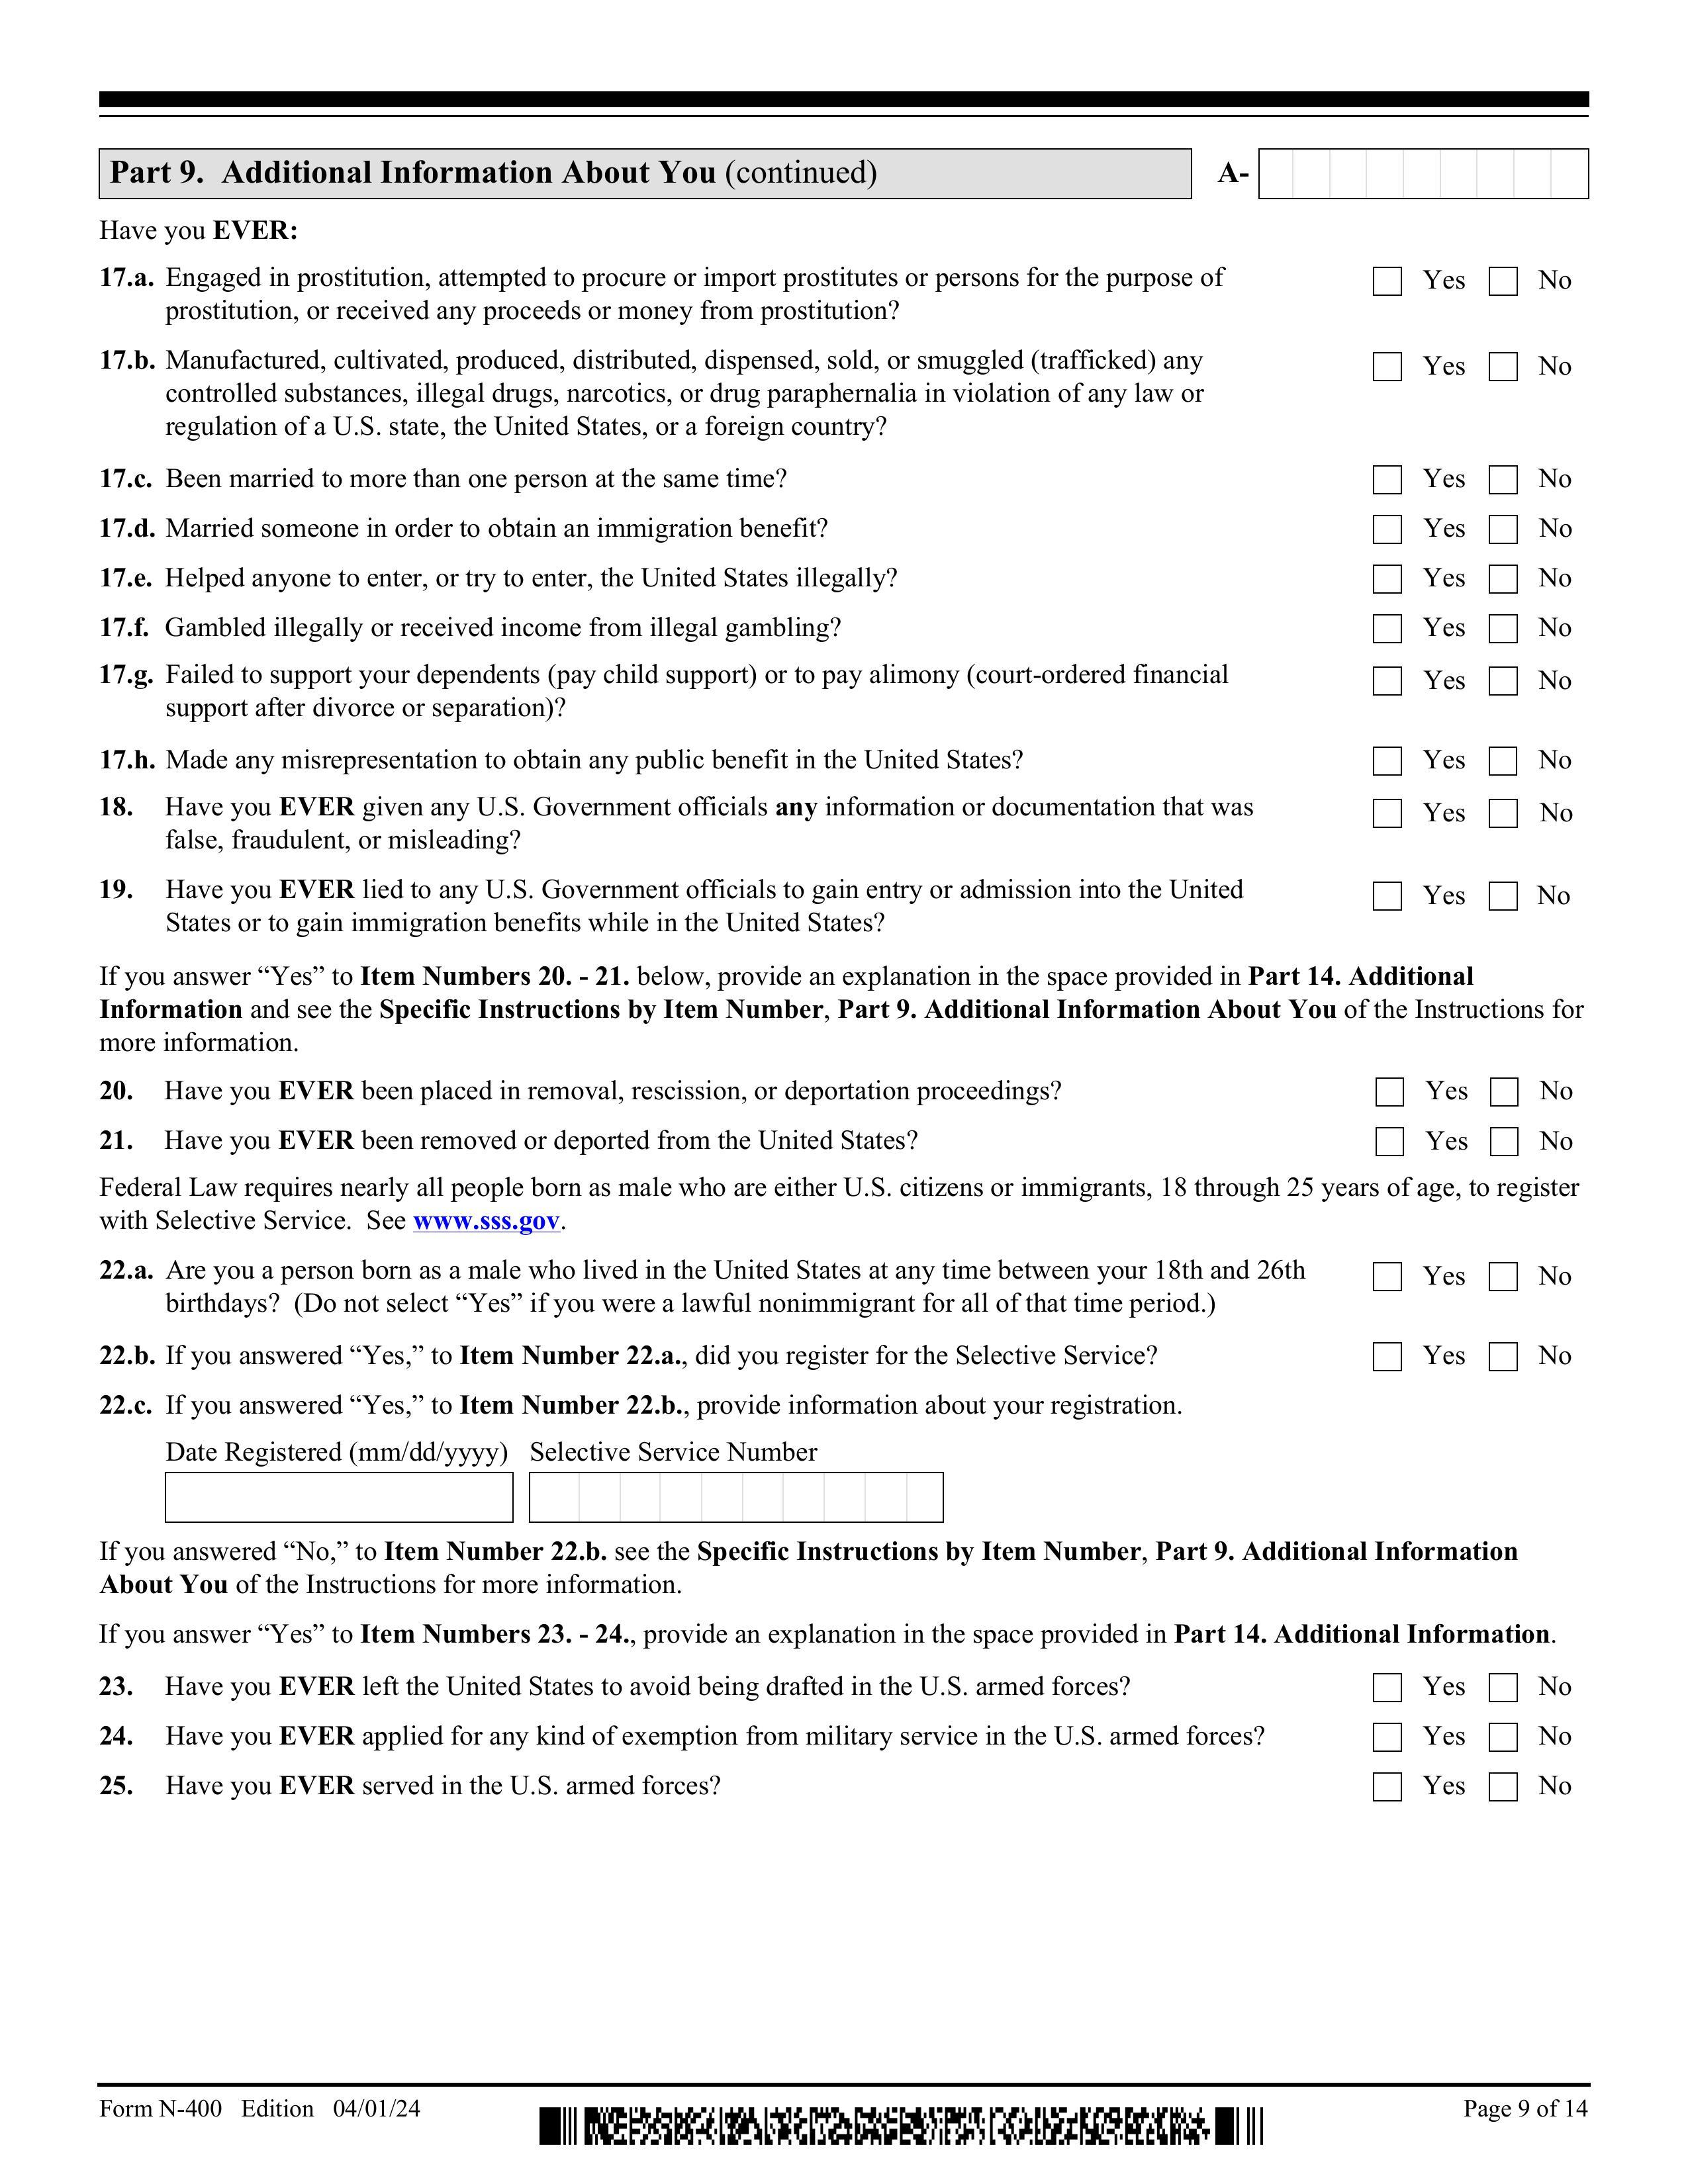 Part 9. Additional Information About You (continued)
A-
Have you EVER:
17.a. Engaged in prostitution, attempted to procure or import prostitutes or persons for the purpose of
prostitution, or received any proceeds or money from prostitution?
Yes No
17.b. Manufactured, cultivated, produced, distributed, dispensed, sold, or smuggled (trafficked) any
controlled substances, illegal drugs, narcotics, or drug paraphernalia in violation of any law or
regulation of a U.S. state, the United States, or a foreign country?
Yes No
17.c. Been married to more than one person at the same time? Yes No
17.d. Married someone in order to obtain an immigration benefit? Yes No
17.e. Helped anyone to enter, or try to enter, the United States illegally? Yes No
17.f. Gambled illegally or received income from illegal gambling? Yes No
17.g. Failed to support your dependents (pay child support) or to pay alimony (court-ordered financial
support after divorce or separation)?
Yes No
17.h. Made any misrepresentation to obtain any public benefit in the United States? Yes No
18. Have you EVER given any U.S. Government officials any information or documentation that was
false, fraudulent, or misleading?
Yes No
19. Have you EVER lied to any U.S. Government officials to gain entry or admission into the United
States or to gain immigration benefits while in the United States?
Yes No
If you answer “Yes” to Item Numbers 20. - 21. below, provide an explanation in the space provided in Part 14. Additional
Information and see the Specific Instructions by Item Number, Part 9. Additional Information About You of the Instructions for
more information.
20. Have you EVER been placed in removal, rescission, or deportation proceedings? Yes No
21. Have you EVER been removed or deported from the United States? Yes No
Federal Law requires nearly all people born as male who are either U.S. citizens or immigrants, 18 through 25 years of age, to register
with Selective Service. See www.sss.gov.
22.a. Are you a person born as a male who lived in the United States at any time between your 18th and 26th
birthdays? (Do not select “Yes” if you were a lawful nonimmigrant for all of that time period.)
Yes No
22.b. If you answered “Yes,” to Item Number 22.a., did you register for the Selective Service? Yes No
22.c. If you answered “Yes,” to Item Number 22.b., provide information about your registration.
Date Registered (mm/dd/yyyy) Selective Service Number
If you answered “No,” to Item Number 22.b. see the Specific Instructions by Item Number, Part 9. Additional Information
About You of the Instructions for more information.
If you answer “Yes” to Item Numbers 23. - 24., provide an explanation in the space provided in Part 14. Additional Information.
23. Have you EVER left the United States to avoid being drafted in the U.S. armed forces? Yes No
24. Have you EVER applied for any kind of exemption from military service in the U.S. armed forces? Yes No
25. Have you EVER served in the U.S. armed forces? Yes No
Form N-400 Edition 04/01/24
Page 9 of 14